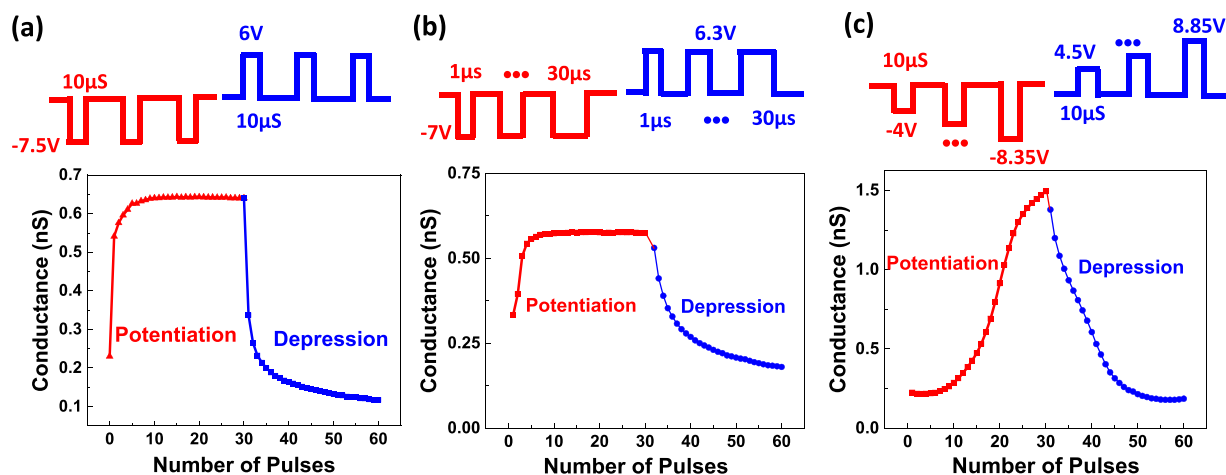 (a)
6V
10µS
10µS
-7.5V
0.7
0.6
0.5
0.4
0.3
0.2
0.1
Conductance (nS)
Potentiation
Depression
0 10 20 30 40 50 60
Number of Pulses
(b)
6.3V
1µs ●●● 30µs
1µs ●●● 30µs
-7V
0.75
0.50
0.25
0.00
Conductance (nS)
Potentiation
Depression
0 10 20 30 40 50 60
Number of Pulses
(c)
8.85V
4.5V ●●●
10µS
10µS
-4V
●●●
-8.35V
1.5
1.0
0.5
0.0
Conductance (nS)
Potentiation
Depression
0 10 20 30 40 50 60
Number of Pulses